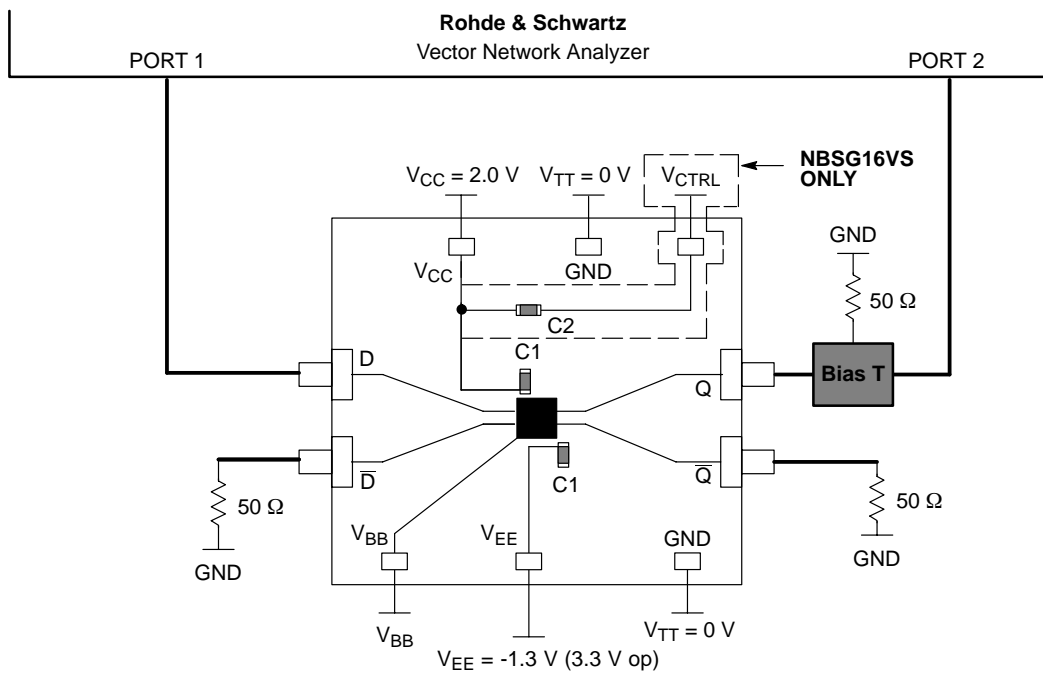 Rohde & Schwartz
Vector Network Analyzer
PORT 1
PORT 2
NBSG16VS
ONLY
VCC = 2.0 V
VTT = 0 V
VCTRL
GND
VCC
GND
50 Ω
C2
C1
D
Bias T
Q
D̅
Q̅
C1
50 Ω
50 Ω
VBB
VEE
GND
GND
GND
VBB
VTT = 0 V
VEE = -1.3 V (3.3 V op)